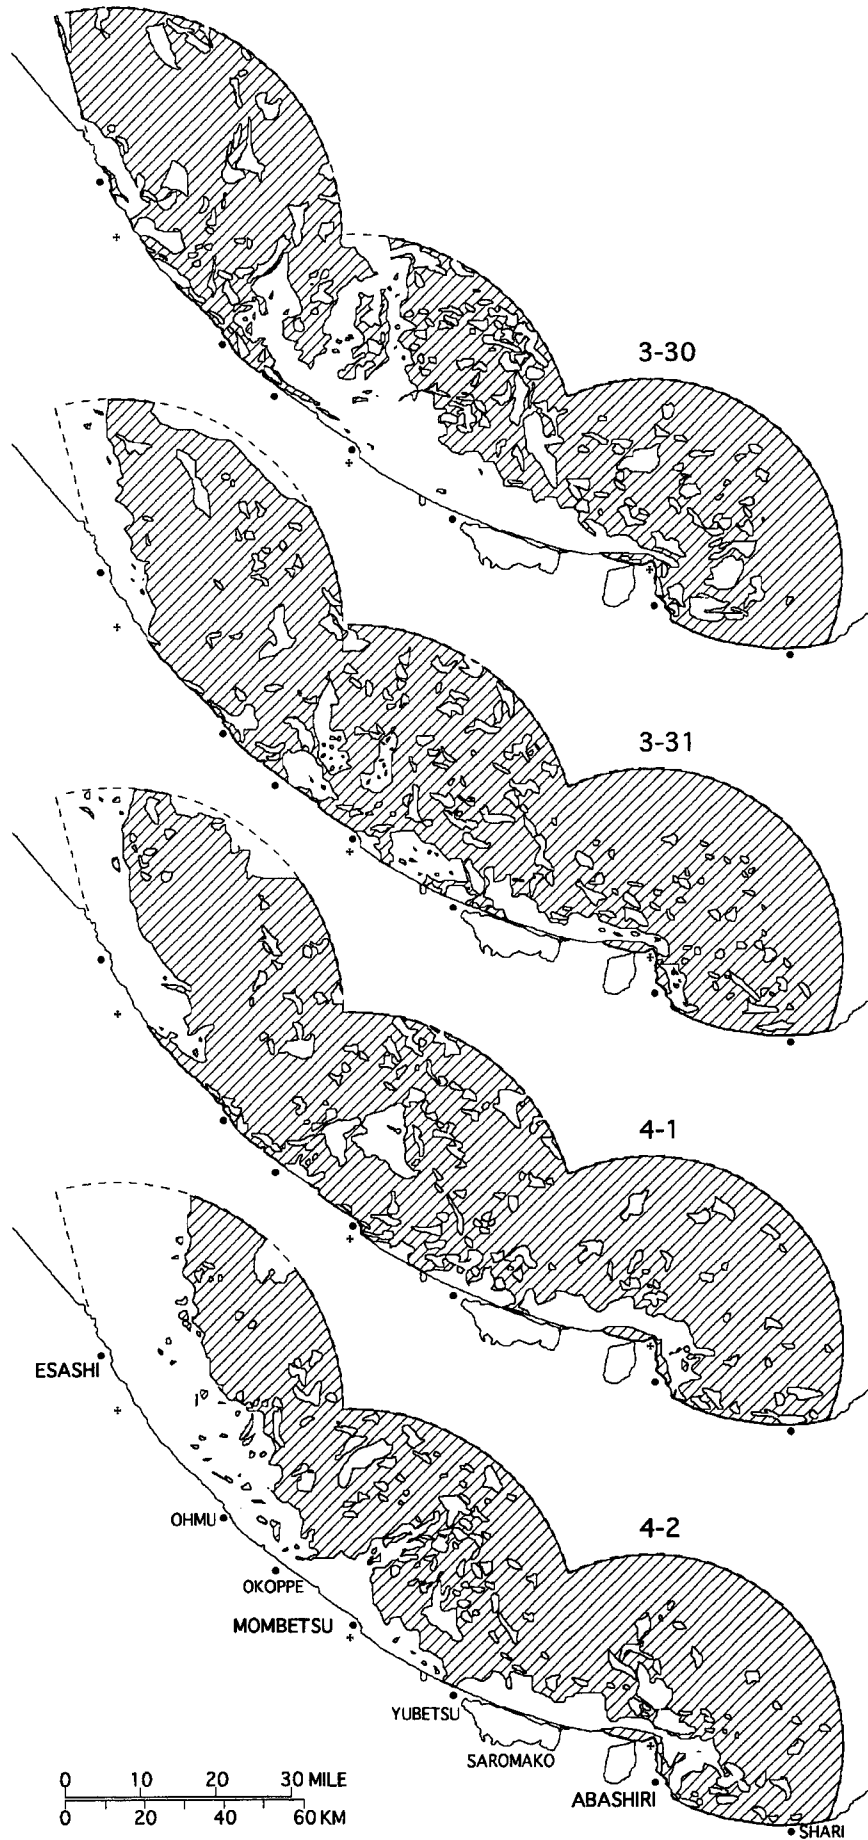 3-30
3-31
4-1
ESASHI
OHMU
4-2
OKOPPE
MOMBETSU
YUBETSU
SAROMAKO
ABASHIRI
SHARI
0 10 20 30 MILE
0 20 40 60 KM